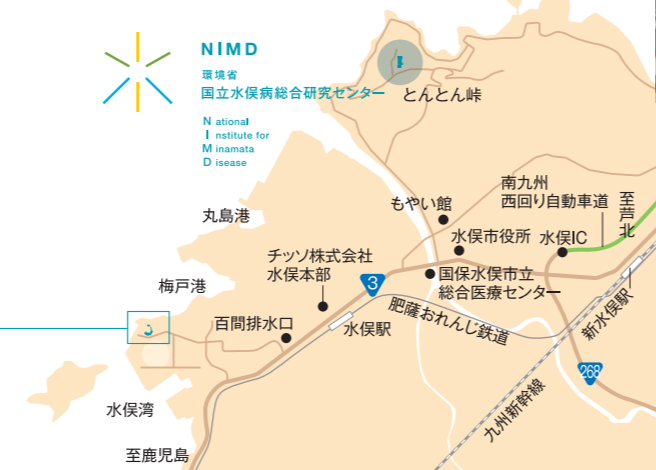 NIMD
環境省
国立水俣病総合研究センター
National
Institute for
Minamata
Disease
とんとん峠
南九州
西回り自動車道
至芦北
もやい館
丸島港
水俣市役所
水俣IC
チッソ株式会社
水俣本部
3
国保水俣市立
総合医療センター
梅戸港
百間排水口
水俣駅
肥薩おれんじ鉄道
新水俣駅
268
九州新幹線
水俣湾
至鹿児島